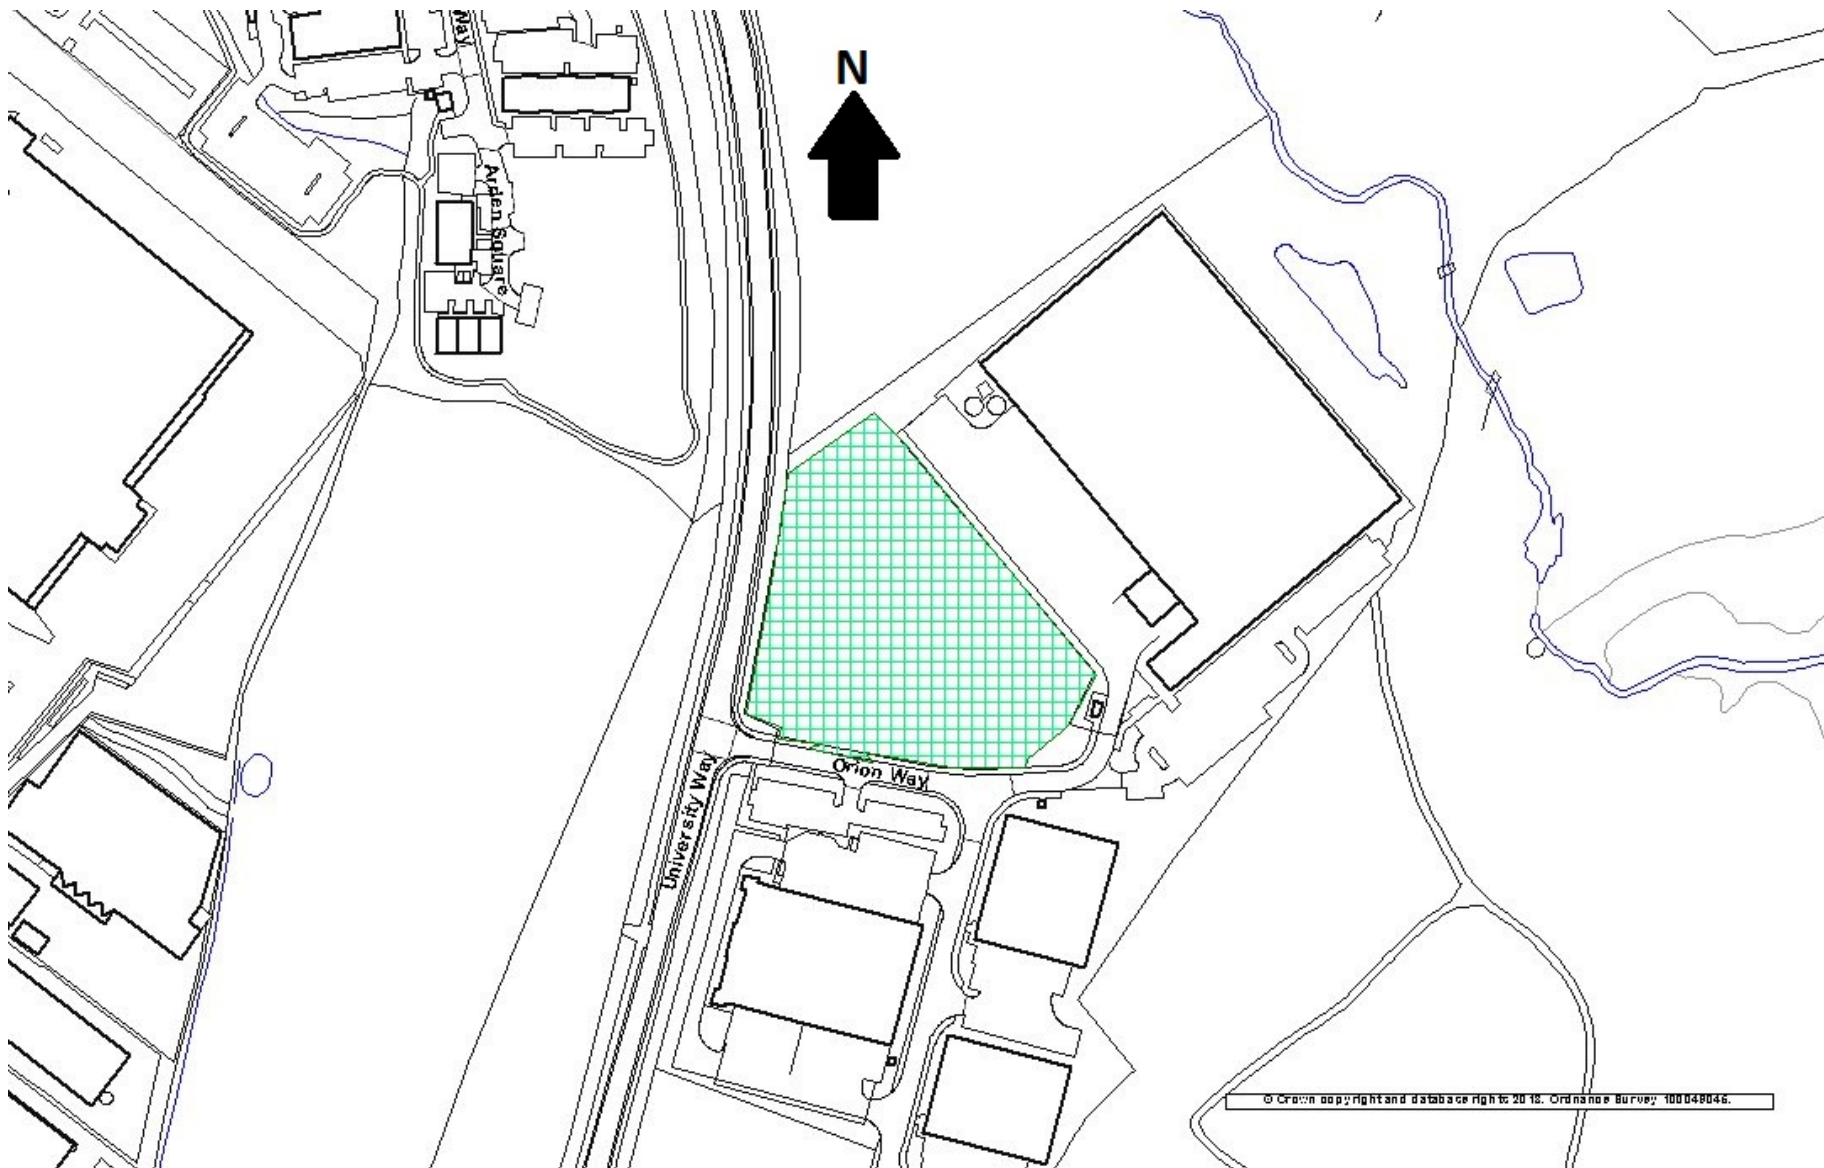 Way
N
Arden Square
Orion Way
University Way
© Crown copyright and database rights 2018. Ordnance Survey 100049046.